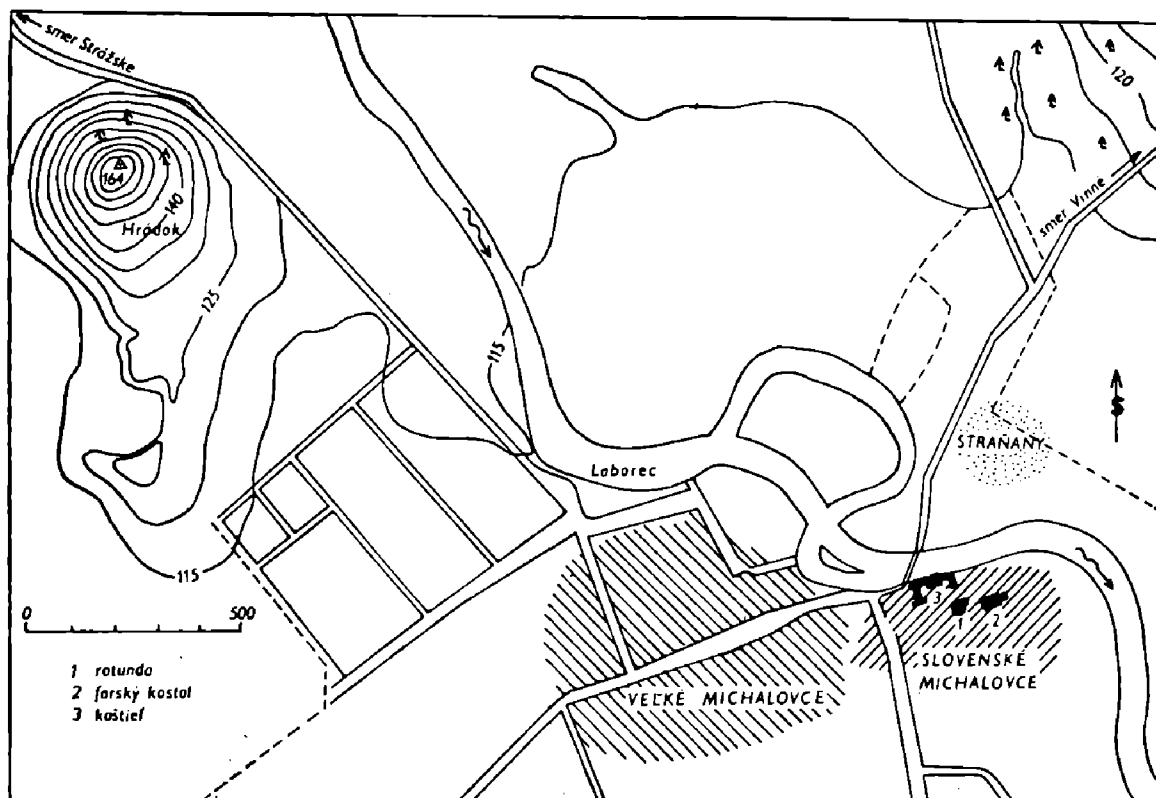 smer Strážske
120
164
140
Hrádok
smer Vinné
125
115
S
STRAŇANY
Laborec
115
0 500
3
1 2
1 rotunda
2 farský kostol
3 kaštieľ
SLOVENSKÉ
MICHALOVCE
VEĽKÉ MICHALOVCE